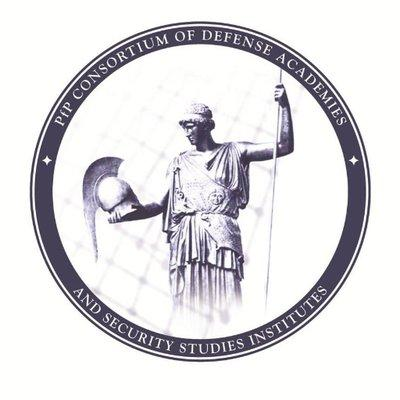 PfP CONSORTIUM OF DEFENSE ACADEMIES
AND SECURITY STUDIES INSTITUTES